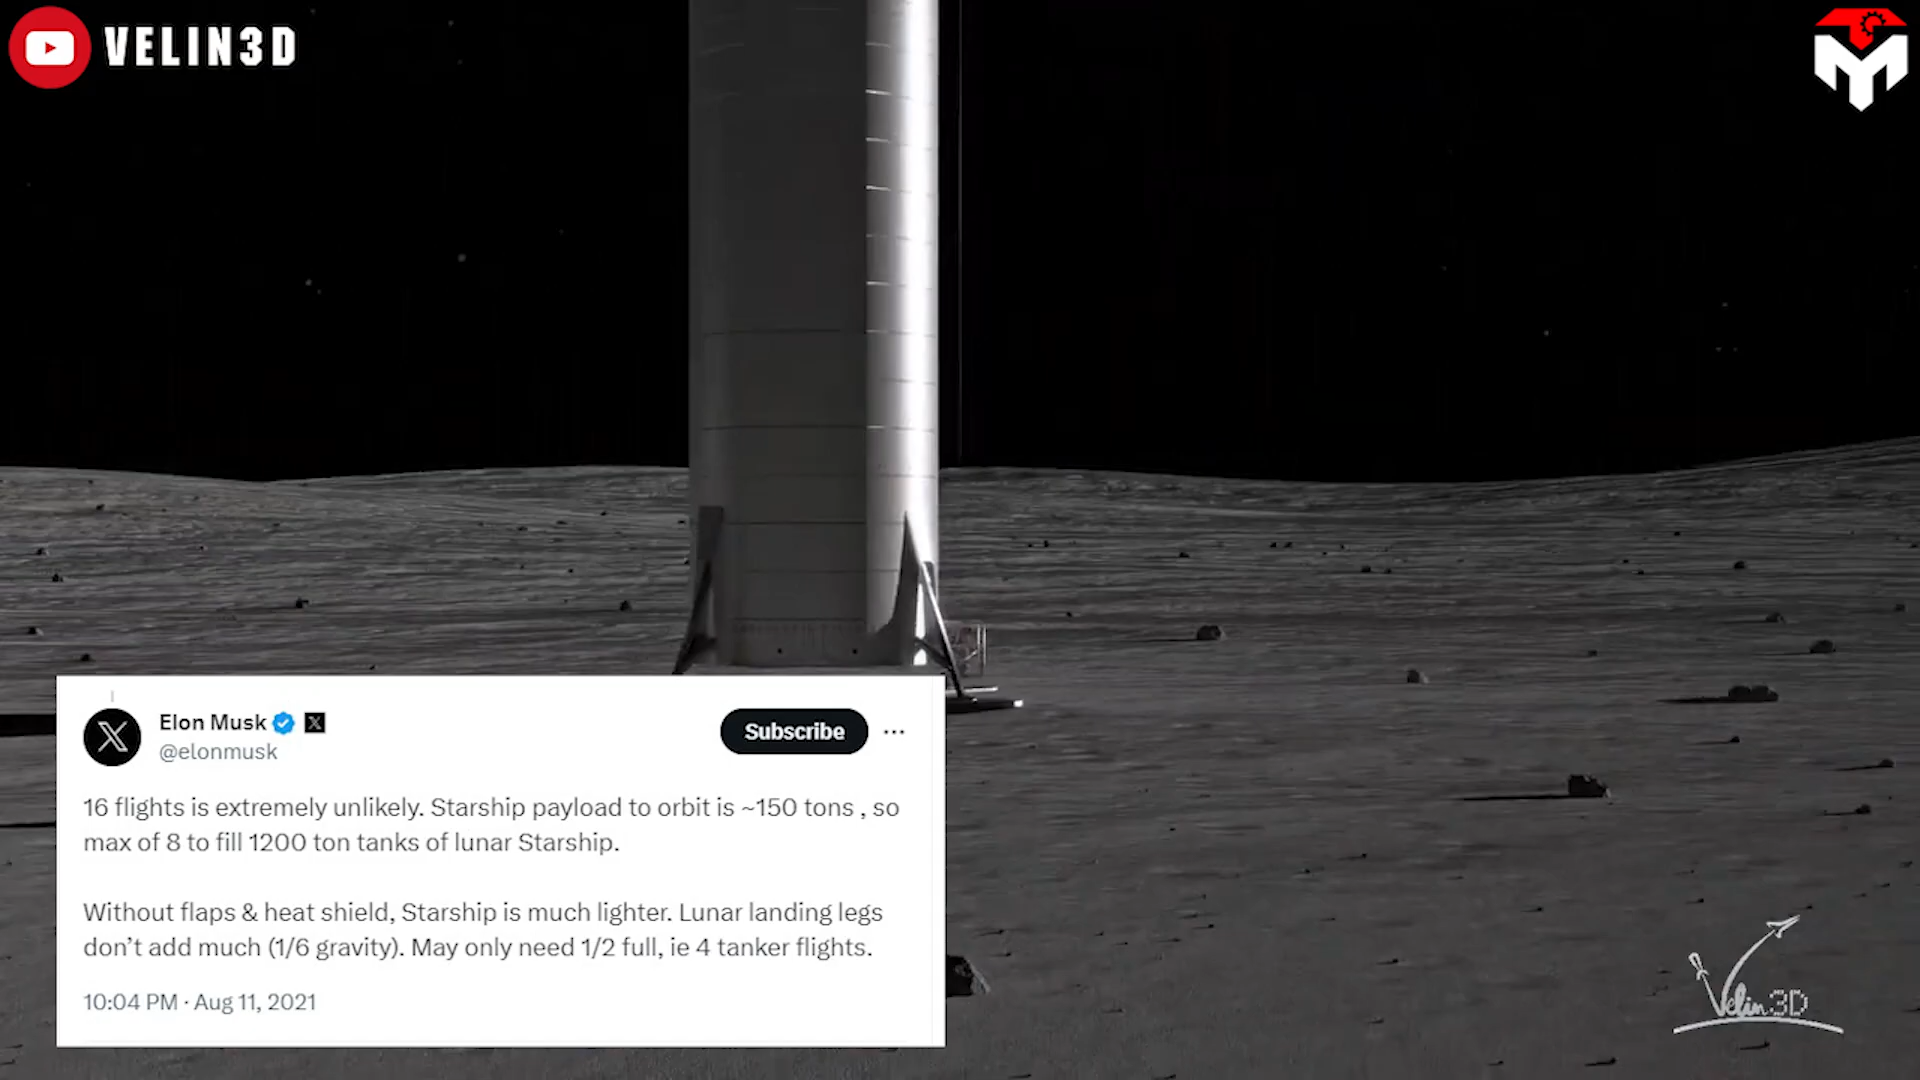 VELIN3D
Elon Musk
Subscribe
@elonmusk
16 flights is extremely unlikely. Starship payload to orbit is ~150 tons , so
max of 8 to fill 1200 ton tanks of lunar Starship.
Without flaps & heat shield, Starship is much lighter. Lunar landing legs
don’t add much (1/6 gravity). May only need 1/2 full, ie 4 tanker flights.
10:04 PM · Aug 11, 2021
Velin3D